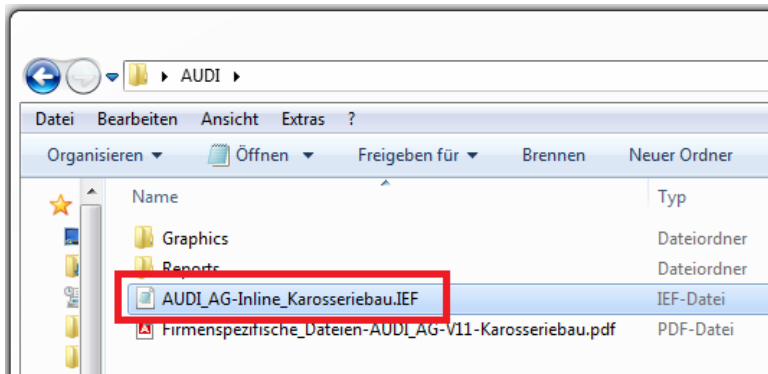 AUDI
Datei Bearbeiten Ansicht Extras ?
Organisieren Öffnen Freigeben für Brennen Neuer Ordner
Name Typ
Graphics Dateiordner
Reports Dateiordner
AUDI_AG-Inline_Karosseriebau.IEF IEF-Datei
Firmenspezifische_Dateien-AUDI_AG-V11-Karosseriebau.pdf PDF-Datei